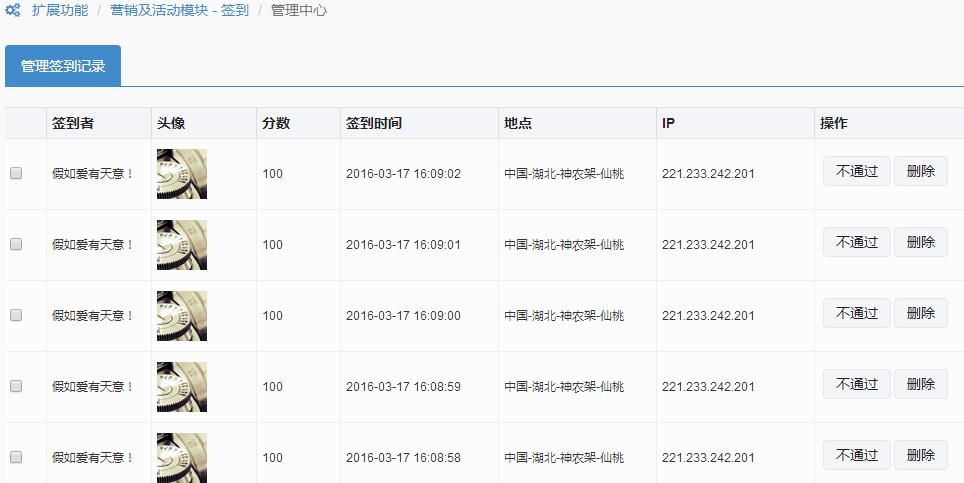 扩展功能 / 营销及活动模块 - 签到 / 管理中心
管理签到记录
签到者 头像 分数 签到时间 地点 IP 操作
假如爱有天意！ 100 2016-03-17 16:09:02 中国-湖北-神农架-仙桃 221.233.242.201 不通过 删除
假如爱有天意！ 100 2016-03-17 16:09:01 中国-湖北-神农架-仙桃 221.233.242.201 不通过 删除
假如爱有天意！ 100 2016-03-17 16:09:00 中国-湖北-神农架-仙桃 221.233.242.201 不通过 删除
假如爱有天意！ 100 2016-03-17 16:08:59 中国-湖北-神农架-仙桃 221.233.242.201 不通过 删除
假如爱有天意！ 100 2016-03-17 16:08:58 中国-湖北-神农架-仙桃 221.233.242.201 不通过 删除